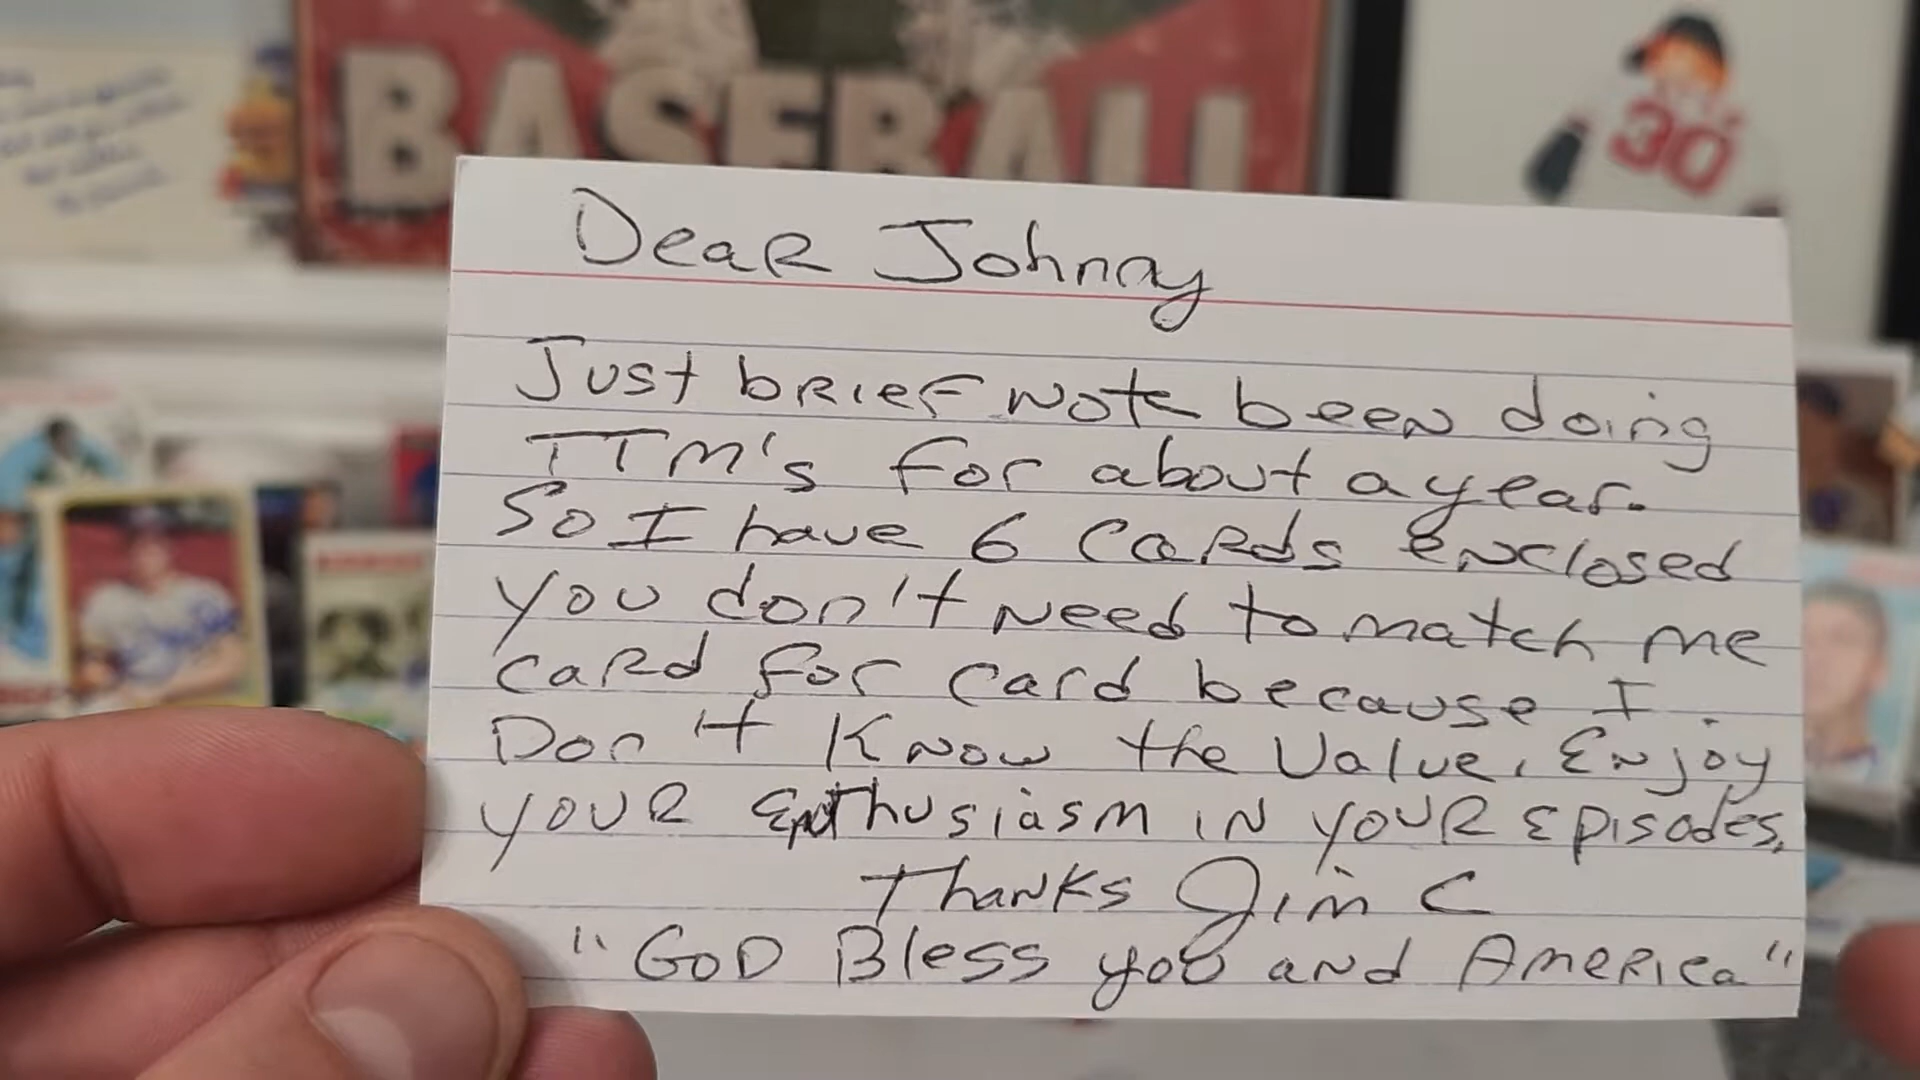 BASEBALL
30
Dear Johnny
Just brief note been doing
TTM's for about a year.
So I have 6 cards enclosed
you don't need to match me
card for card because I
Don't Know the Value. Enjoy
your Enthusiasm in your Episodes.
Thanks Jim C
"GOD Bless you and America"